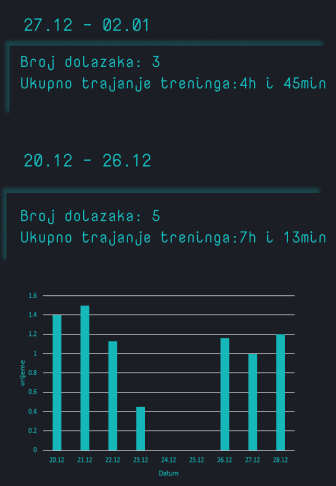 27.12 - 02.01
Broj dolazaka: 3
Ukupno trajanje treninga:4h i 45min
20.12 - 26.12
Broj dolazaka: 5
Ukupno trajanje treninga:7h i 13min
1.6
1.4
1.2
1
0.8
0.6
0.4
0.2
0
vrijeme
20.12 21.12 22.12 23.12 24.12 25.12 26.12 27.12 28.12
Datum